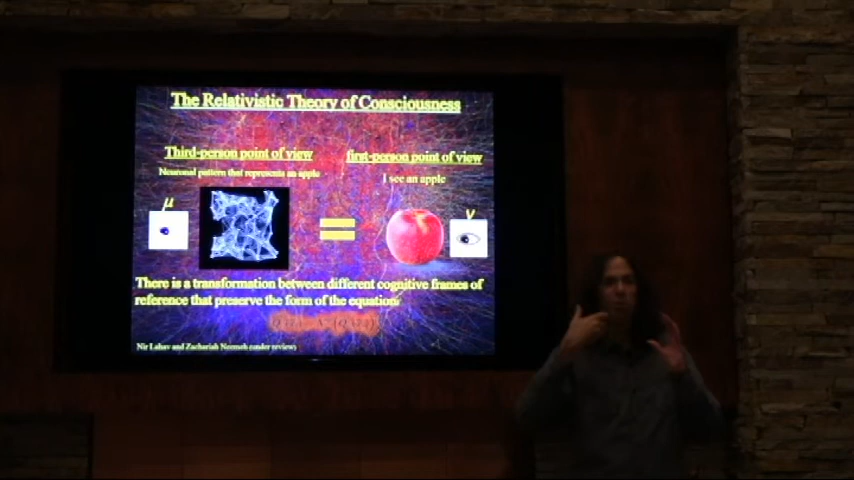 The Relativistic Theory of Consciousness
Third-person point of view
first-person point of view
Neuronal pattern that represents an apple
I see an apple
μ
ν
There is a transformation between different cognitive frames of
reference that preserve the form of the equation:
Nir Lahav and Zachariah Neemeh (under review)